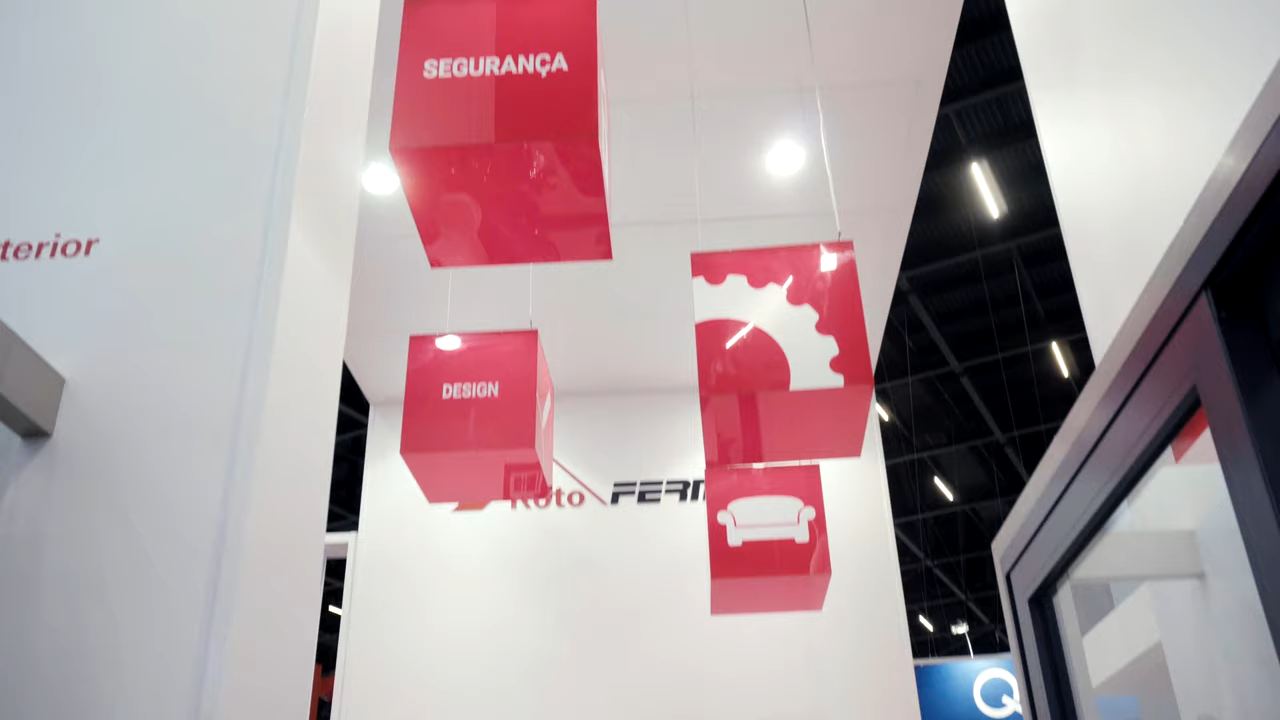 SEGURANÇA
terior
DESIGN
Roto FERM
Q